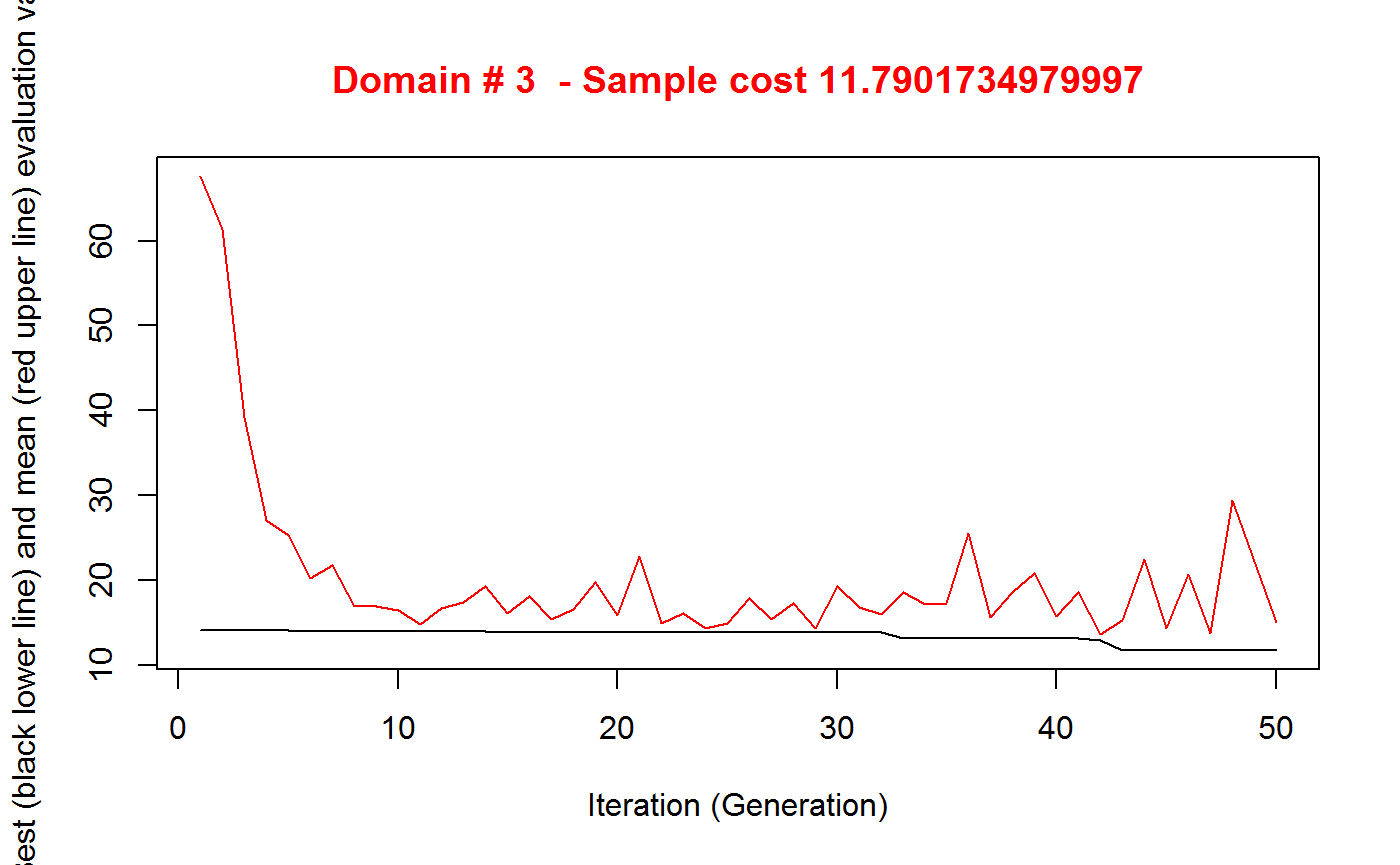 Domain # 3 - Sample cost 11.7901734979997
(black lower line) and mean (red upper line) evaluation
60
50
40
30
20
10
0 10 20 30 40 50
Iteration (Generation)